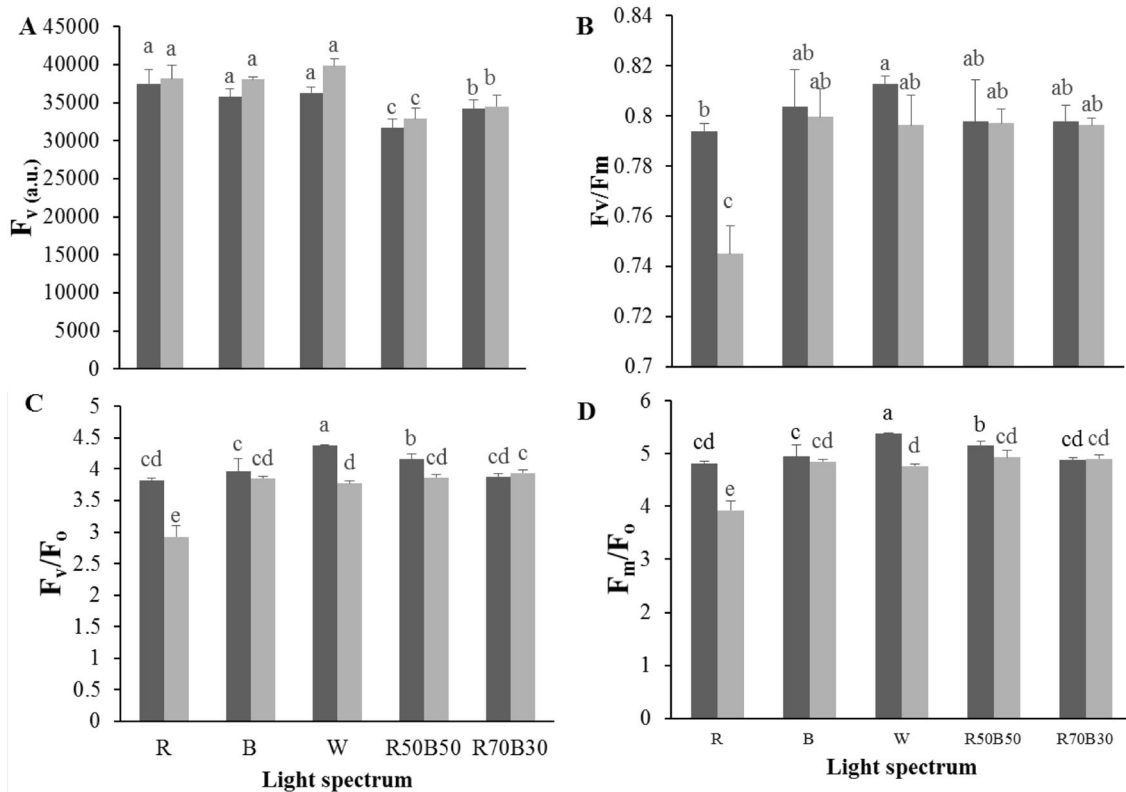 A
45000
40000
35000
30000
25000
20000
15000
10000
5000
0
Fv (a.u.)
a a
a a
a a
c c
b b
B
0.84
0.82
0.8
0.78
0.76
0.74
0.72
0.7
Fv/Fm
b c
ab ab
a ab
ab ab
ab ab
C
5
4.5
4
3.5
3
2.5
2
1.5
1
0.5
0
Fv/Fo
cd e
c cd
a d
b cd
cd c
R B W R50B50 R70B30
Light spectrum
D
6
5
4
3
2
1
0
Fm/Fo
cd e
c cd
a d
b cd
cd cd
R B W R50B50 R70B30
Light spectrum